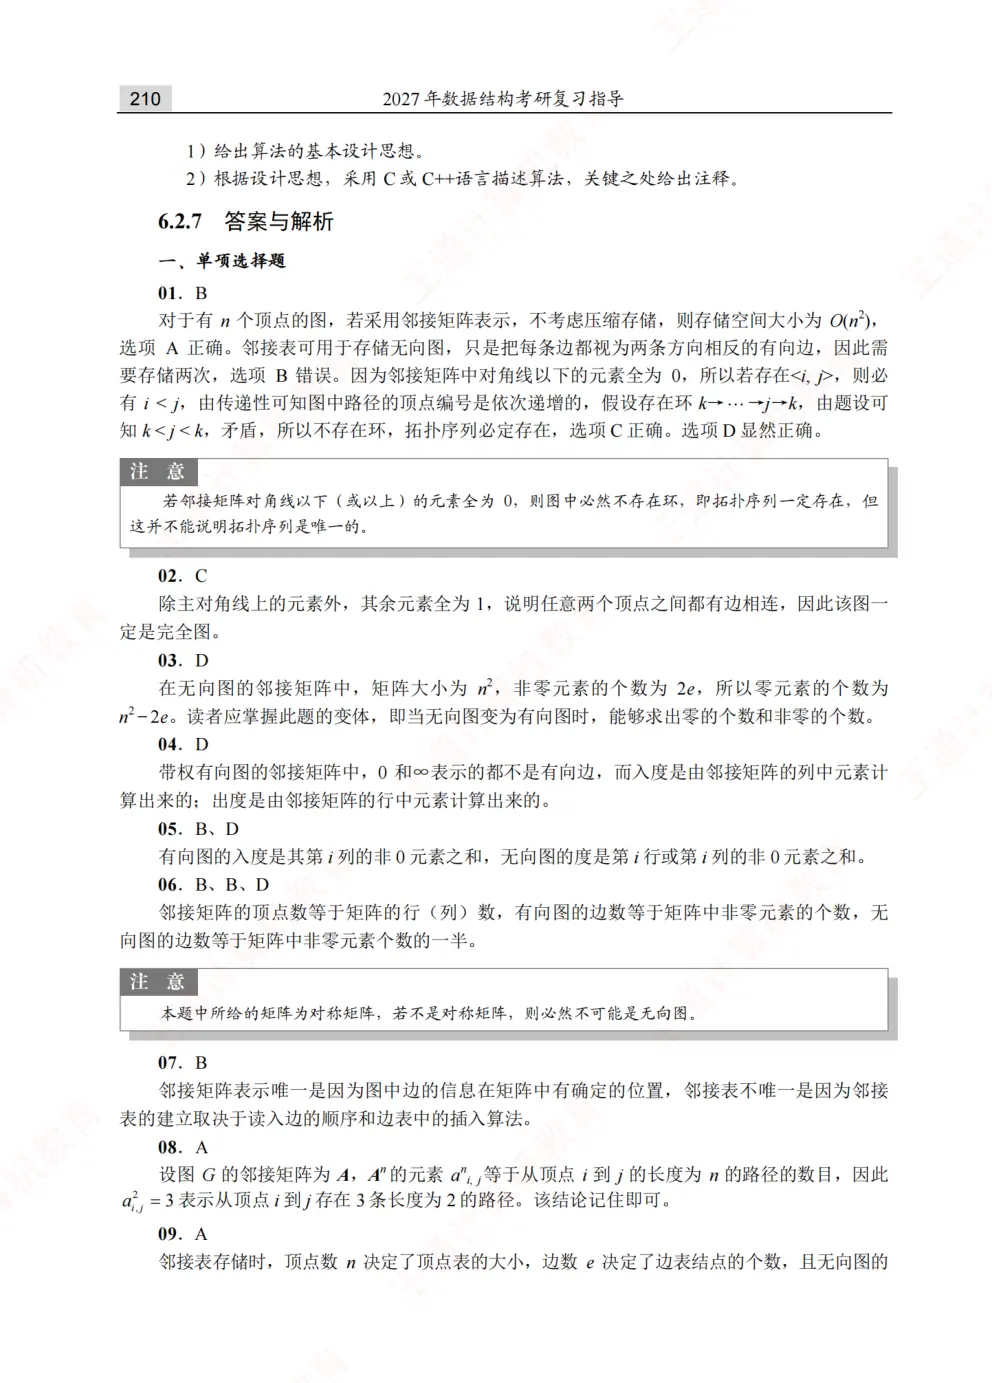 210
2027年数据结构考研复习指导
1）给出算法的基本设计思想。
2）根据设计思想，采用 C 或 C++语言描述算法，关键之处给出注释。
6.2.7 答案与解析
一、单项选择题
01．B
对于有 n 个顶点的图，若采用邻接矩阵表示，不考虑压缩存储，则存储空间大小为 O(n²)，
选项 A 正确。邻接表可用于存储无向图，只是把每条边都视为两条方向相反的有向边，因此需
要存储两次，选项 B 错误。因为邻接矩阵中对角线以下的元素全为 0，所以若存在<i, j>，则必
有 i < j，由传递性可知图中路径的顶点编号是依次递增的，假设存在环 k→⋯→j→k，由题设可
知 k < j < k，矛盾，所以不存在环，拓扑序列必定存在，选项 C 正确。选项 D 显然正确。
注 意
若邻接矩阵对角线以下（或以上）的元素全为 0，则图中必然不存在环，即拓扑序列一定存在，但
这并不能说明拓扑序列是唯一的。
02．C
除主对角线上的元素外，其余元素全为 1，说明任意两个顶点之间都有边相连，因此该图一
定是完全图。
03．D
在无向图的邻接矩阵中，矩阵大小为 n²，非零元素的个数为 2e，所以零元素的个数为
n² − 2e。读者应掌握此题的变体，即当无向图变为有向图时，能够求出零的个数和非零的个数。
04．D
带权有向图的邻接矩阵中，0 和∞表示的都不是有向边，而入度是由邻接矩阵的列中元素计
算出来的；出度是由邻接矩阵的行中元素计算出来的。
05．B、D
有向图的入度是其第 i 列的非 0 元素之和，无向图的度是第 i 行或第 i 列的非 0 元素之和。
06．B、B、D
邻接矩阵的顶点数等于矩阵的行（列）数，有向图的边数等于矩阵中非零元素的个数，无
向图的边数等于矩阵中非零元素个数的一半。
注 意
本题中所给的矩阵为对称矩阵，若不是对称矩阵，则必然不可能是无向图。
07．B
邻接矩阵表示唯一是因为图中边的信息在矩阵中有确定的位置，邻接表不唯一是因为邻接
表的建立取决于读入边的顺序和边表中的插入算法。
08．A
设图 G 的邻接矩阵为 A，Aⁿ 的元素 aⁿi, j 等于从顶点 i 到 j 的长度为 n 的路径的数目，因此
a²i, j = 3 表示从顶点 i 到 j 存在 3 条长度为 2 的路径。该结论记住即可。
09．A
邻接表存储时，顶点数 n 决定了顶点表的大小，边数 e 决定了边表结点的个数，且无向图的